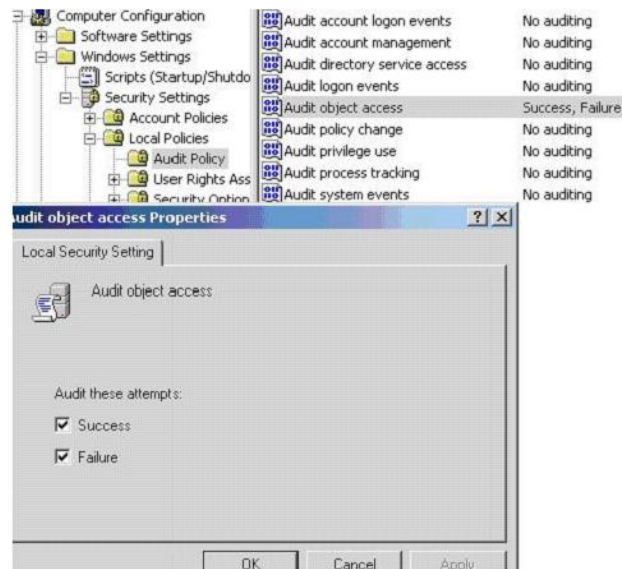 Computer Configuration
Software Settings
Windows Settings
Scripts (Startup/Shutdo
Security Settings
Account Policies
Local Policies
Audit Policy
User Rights Ass
Security Option
Audit account logon events No auditing
Audit account management No auditing
Audit directory service access No auditing
Audit logon events No auditing
Audit object access Success, Failure
Audit policy change No auditing
Audit privilege use No auditing
Audit process tracking No auditing
Audit system events No auditing
Audit object access Properties
Local Security Setting
Audit object access
Audit these attempts:
Success
Failure
OK Cancel Apply